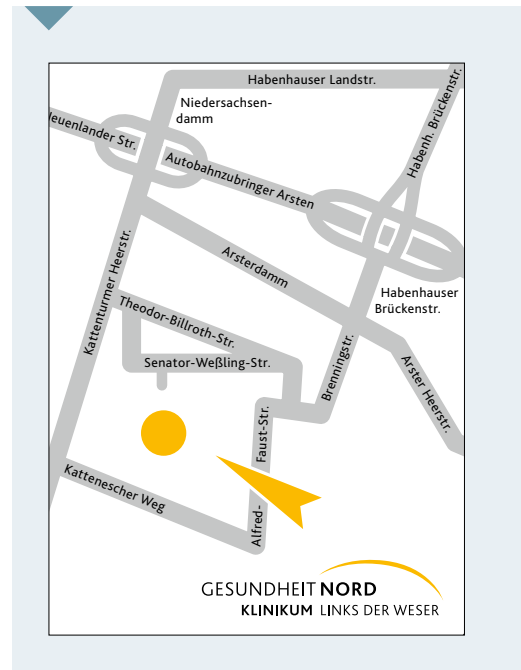 Habenhauser Landstr.
Niedersachsen-
damm
Habenh. Brückenstr.
Neuenlander Str.
Autobahnzubringer Arsten
Kattenturmer Heerstr.
Arsterdamm
Habenhauser
Brückenstr.
Theodor-Billroth-Str.
Senator-Weßling-Str.
Brenningstr.
Arster Heerstr.
Alfred-Faust-Str.
Kattenescher Weg
GESUNDHEIT NORD
KLINIKUM LINKS DER WESER